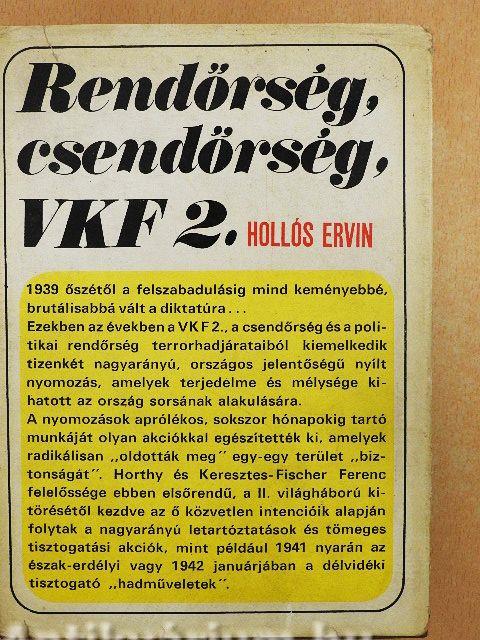 Rendőrség,
csendőrség,
VKF 2. HOLLÓS ERVIN
1939 őszétől a felszabadulásig mind keményebbé,
brutálisabbá vált a diktatúra...
Ezekben az években a VKF2., a csendőrség és a poli-
tikai rendőrség terrorhadjárataiból kiemelkedik
tizenkét nagyarányú, országos jelentőségű nyílt
nyomozás, amelyek terjedelme és mélysége ki-
hatott az ország sorsának alakulására.
A nyomozások aprólékos, sokszor hónapokig tartó
munkáját olyan akciókkal egészítették ki, amelyek
radikálisan „oldották meg" egy-egy terület „biz-
tonságát". Horthy és Keresztes-Fischer Ferenc
felelőssége ebben elsőrendű, a II. világháború ki-
törésétől kezdve az ő közvetlen intencióik alapján
folytak a nagyarányú letartóztatások és tömeges
tisztogatási akciók, mint például 1941 nyarán az
észak-erdélyi vagy 1942 januárjában a délvidéki
tisztogató „hadműveletek".